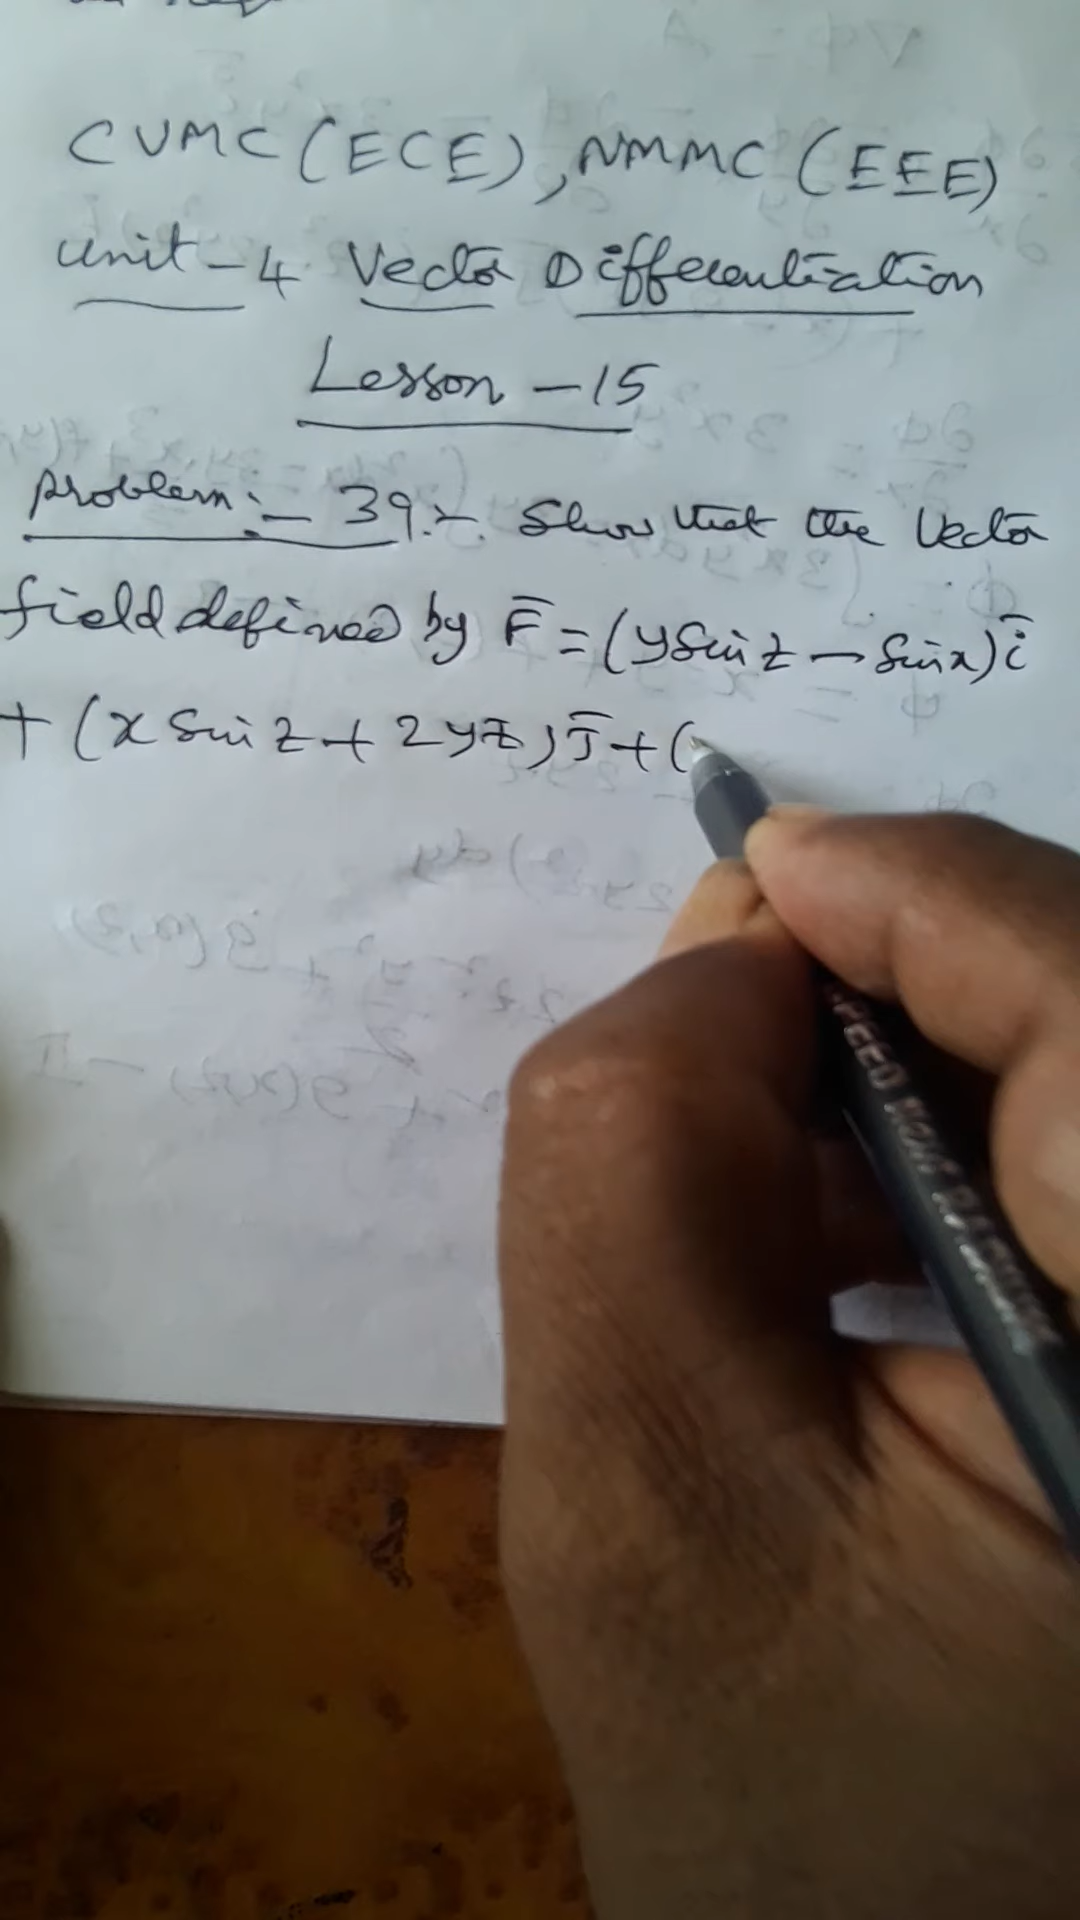 CVMC (ECE), NMMC (EEE)
unit-4 Vector Differentiation
Lesson -15
problem:- 39:- Show that the Vector
field defined by F̅ = (y sin z - sin x) i̅
+ (x sin z + 2yz) j̅ + (